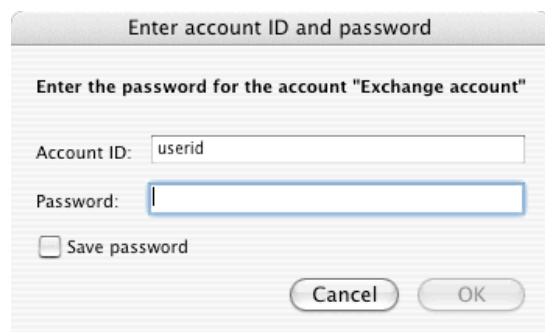 Enter account ID and password
Enter the password for the account "Exchange account"
Account ID: userid
Password:
Save password
Cancel OK